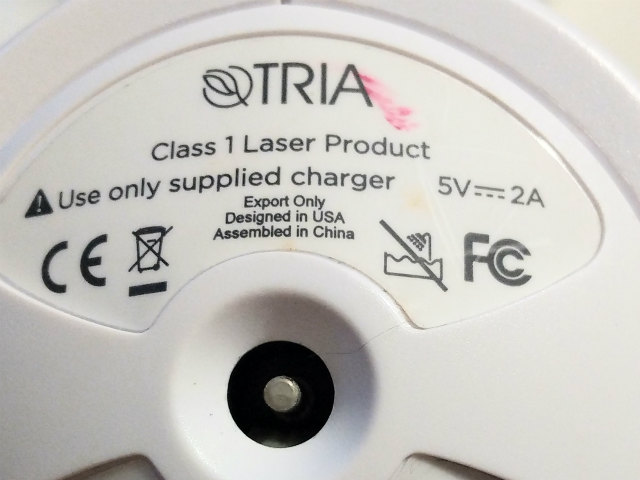 TRIA
Class 1 Laser Product
Use only supplied charger 5V⎓2A
Export Only
Designed in USA
Assembled in China
CE
FC